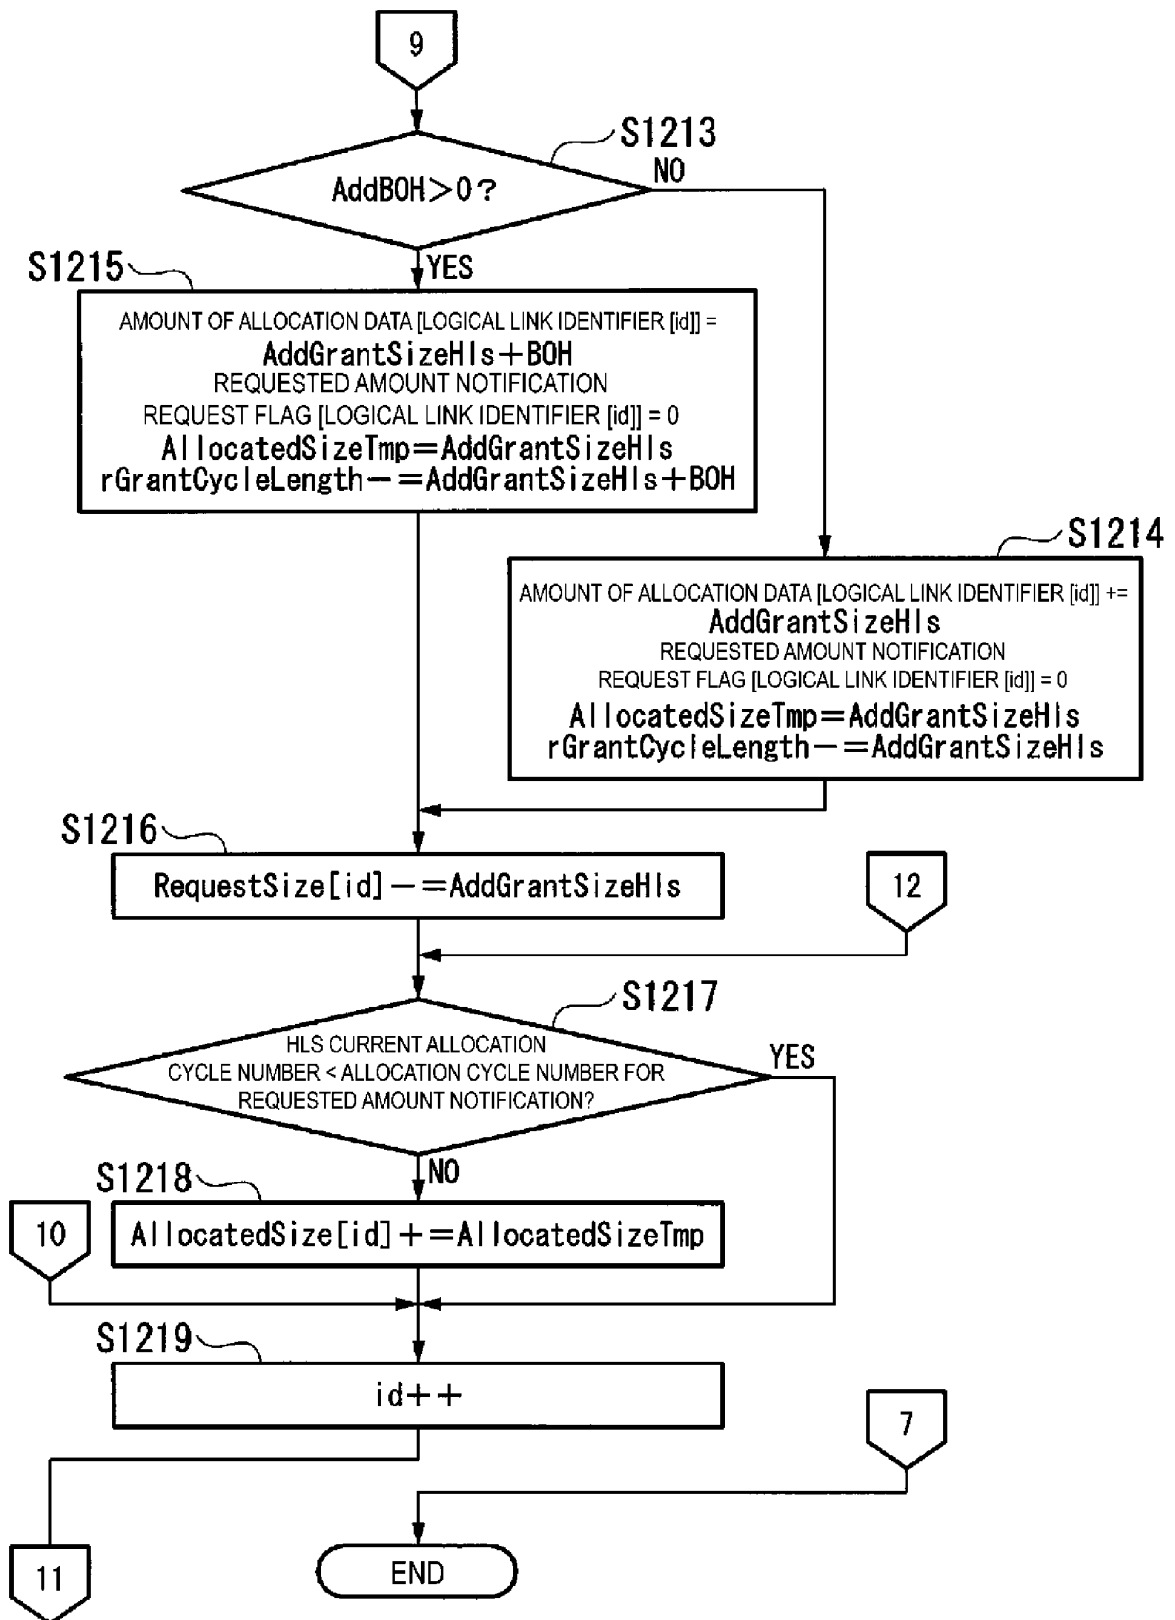 9
S1213
AddBOH>0?
NO
YES
S1215
AMOUNT OF ALLOCATION DATA [LOGICAL LINK IDENTIFIER [id]] =
AddGrantSizeHls+BOH
REQUESTED AMOUNT NOTIFICATION
REQUEST FLAG [LOGICAL LINK IDENTIFIER [id]] = 0
AllocatedSizeTmp=AddGrantSizeHls
rGrantCycleLength-=AddGrantSizeHls+BOH
S1214
AMOUNT OF ALLOCATION DATA [LOGICAL LINK IDENTIFIER [id]] +=
AddGrantSizeHls
REQUESTED AMOUNT NOTIFICATION
REQUEST FLAG [LOGICAL LINK IDENTIFIER [id]] = 0
AllocatedSizeTmp=AddGrantSizeHls
rGrantCycleLength-=AddGrantSizeHls
S1216
RequestSize[id]-=AddGrantSizeHls
12
S1217
HLS CURRENT ALLOCATION
CYCLE NUMBER < ALLOCATION CYCLE NUMBER FOR
REQUESTED AMOUNT NOTIFICATION?
YES
NO
S1218
10
AllocatedSize[id]+=AllocatedSizeTmp
S1219
id++
7
11
END